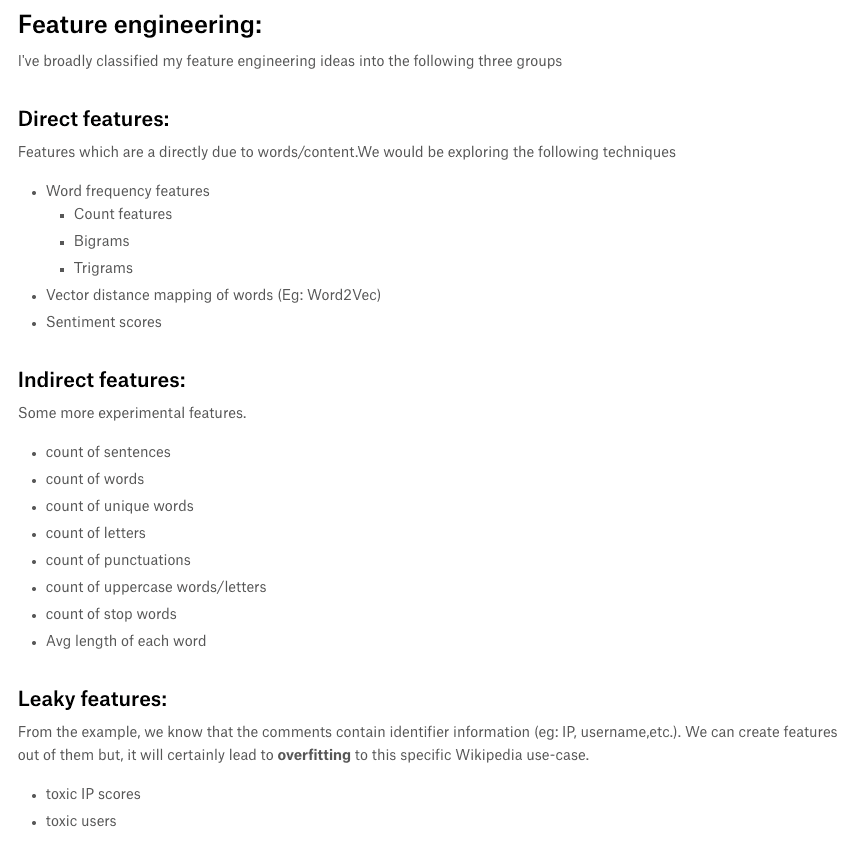 Feature engineering:
I've broadly classified my feature engineering ideas into the following three groups
Direct features:
Features which are a directly due to words/content.We would be exploring the following techniques
• Word frequency features
▪ Count features
▪ Bigrams
▪ Trigrams
• Vector distance mapping of words (Eg: Word2Vec)
• Sentiment scores
Indirect features:
Some more experimental features.
• count of sentences
• count of words
• count of unique words
• count of letters
• count of punctuations
• count of uppercase words/letters
• count of stop words
• Avg length of each word
Leaky features:
From the example, we know that the comments contain identifier information (eg: IP, username,etc.). We can create features
out of them but, it will certainly lead to overfitting to this specific Wikipedia use-case.
• toxic IP scores
• toxic users